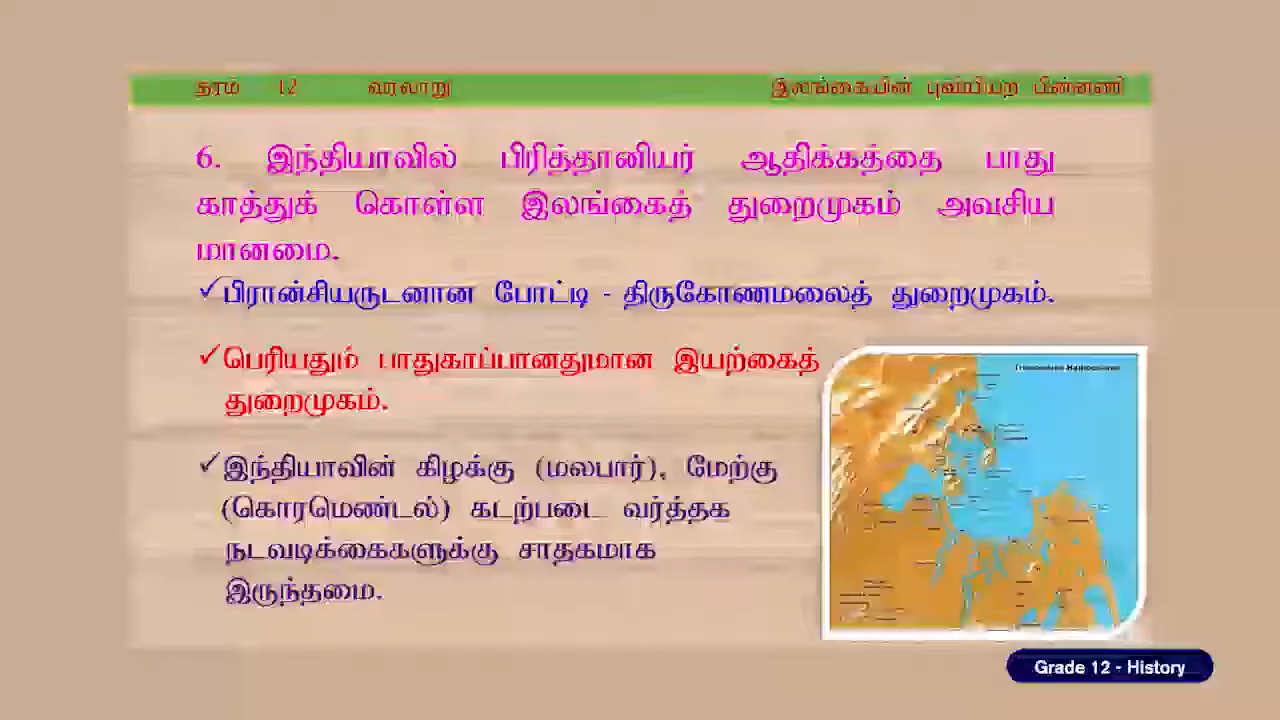 தரம் 12 வரலாறு இலங்கையின் புவியியற் பின்னணி
6. இந்தியாவில் பிரித்தானியர் ஆதிக்கத்தை பாது
காத்துக் கொள்ள இலங்கைத் துறைமுகம் அவசிய
மானமை.
✓பிரான்சியருடனான போட்டி - திருகோணமலைத் துறைமுகம்.
✓பெரியதும் பாதுகாப்பானதுமான இயற்கைத்
துறைமுகம்.
✓இந்தியாவின் கிழக்கு (மலபார்), மேற்கு
(கொரமெண்டல்) கடற்படை வர்த்தக
நடவடிக்கைகளுக்கு சாதகமாக
இருந்தமை.
Grade 12 - History